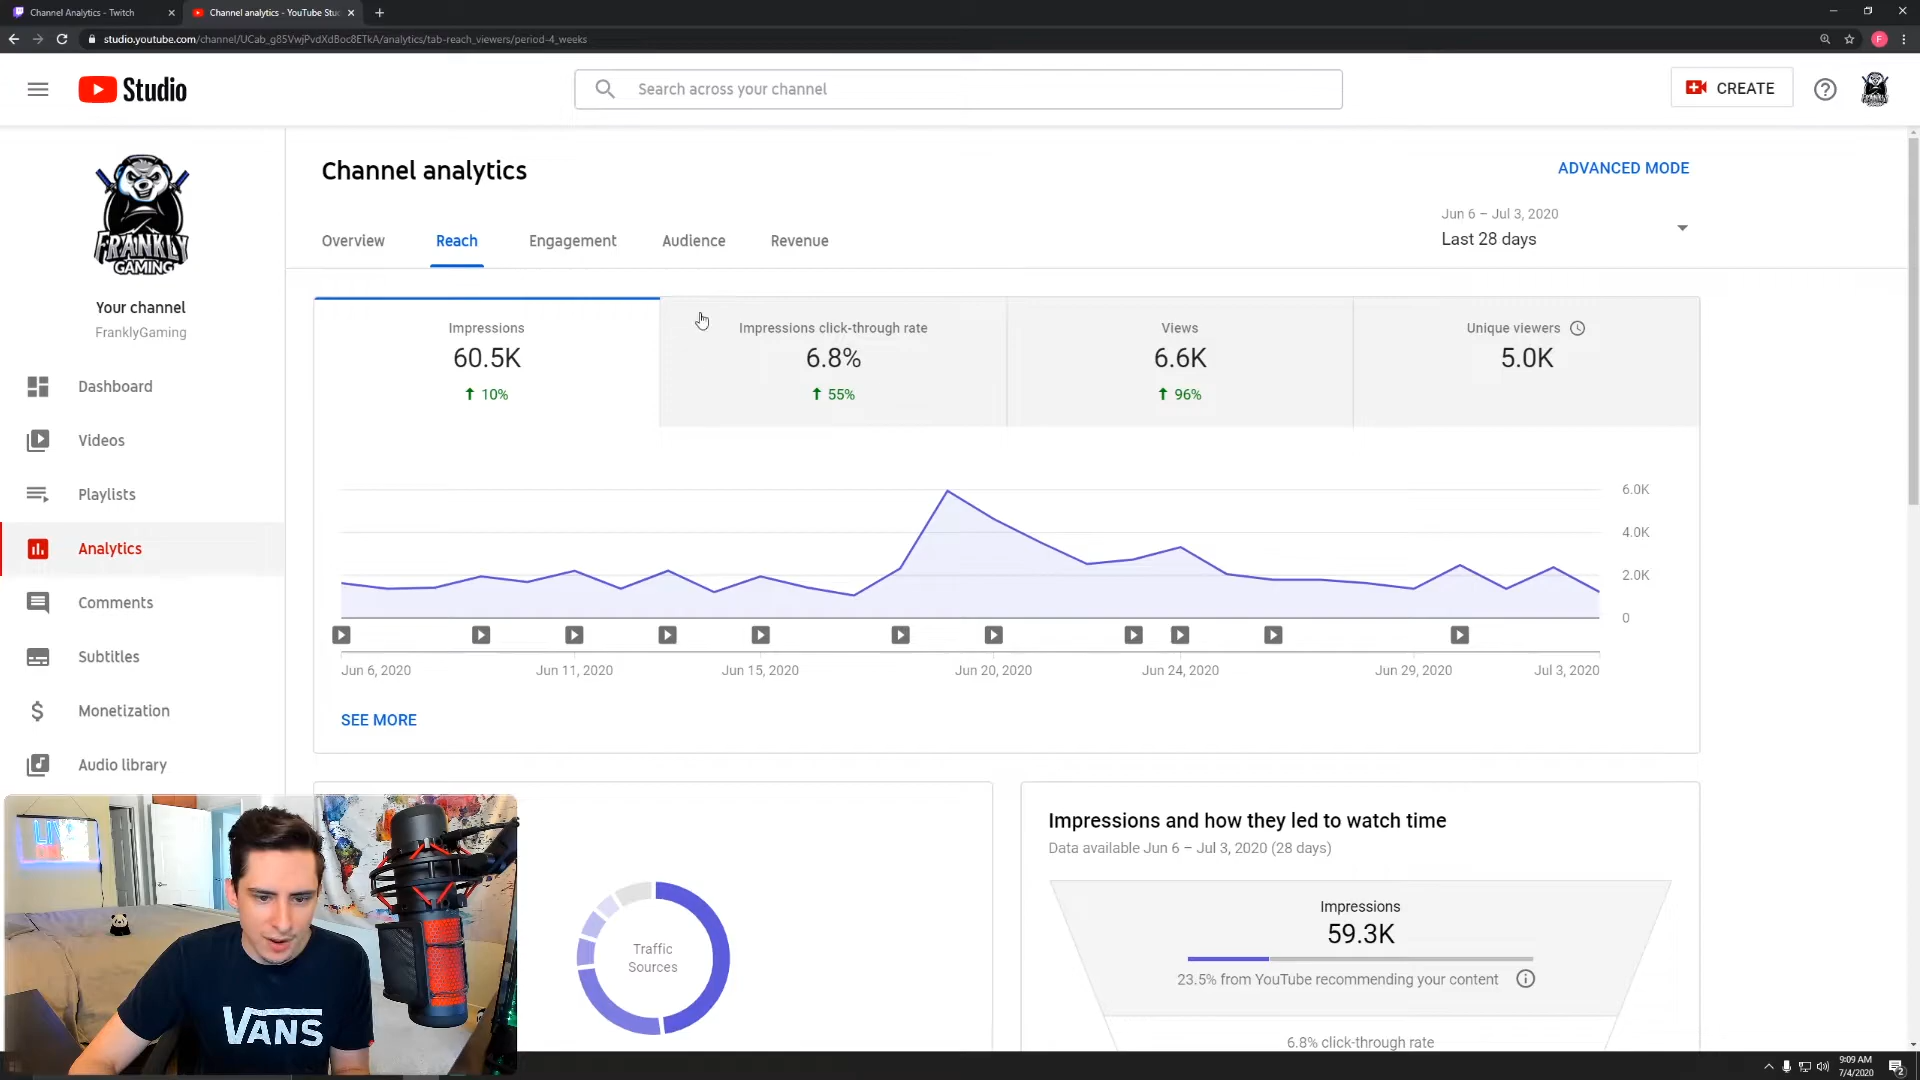 Channel Analytics - Twitch
Channel analytics - YouTube Stu
studio.youtube.com/channel/UCab_g85VwjPvdXdBoc8ETkA/analytics/tab-reach_viewers/period-4_weeks
F
Studio
Search across your channel
CREATE
FRANKLY
GAMING
Your channel
FranklyGaming
Dashboard
Videos
Playlists
Analytics
Comments
Subtitles
Monetization
Audio library
Channel analytics
ADVANCED MODE
Overview
Reach
Engagement
Audience
Revenue
Jun 6 – Jul 3, 2020
Last 28 days
Impressions
60.5K
10%
Impressions click-through rate
6.8%
55%
Views
6.6K
96%
Unique viewers
5.0K
6.0K
4.0K
2.0K
0
Jun 6, 2020
Jun 11, 2020
Jun 15, 2020
Jun 20, 2020
Jun 24, 2020
Jun 29, 2020
Jul 3, 2020
SEE MORE
Traffic
Sources
Impressions and how they led to watch time
Data available Jun 6 – Jul 3, 2020 (28 days)
Impressions
59.3K
23.5% from YouTube recommending your content
6.8% click-through rate
VANS
9:09 AM
7/4/2020
2